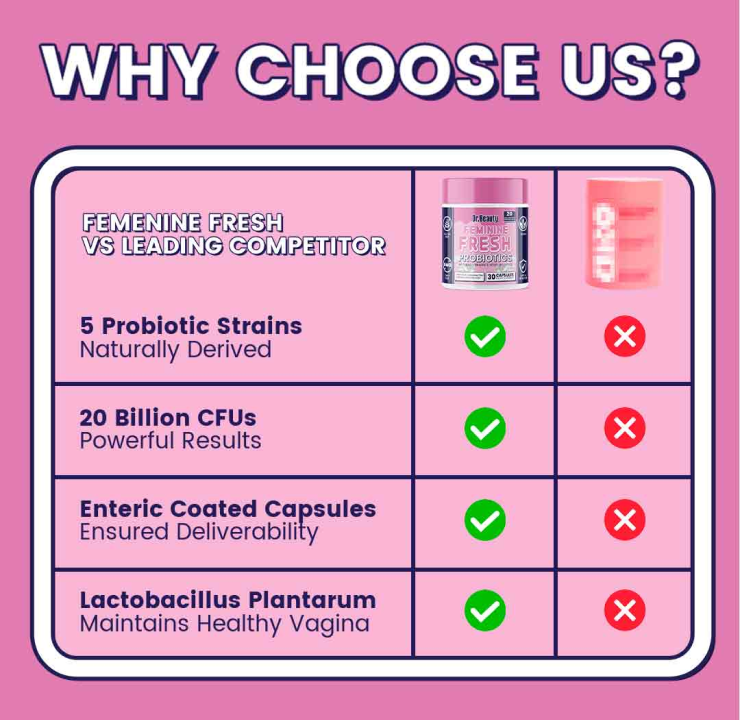 WHY CHOOSE US?
FEMENINE FRESH
VS LEADING COMPETITOR
Dr.Beauty
20
FEMININE
FRESH
PROBIOTICS
30 CAPSULES
5 Probiotic Strains
Naturally Derived
20 Billion CFUs
Powerful Results
Enteric Coated Capsules
Ensured Deliverability
Lactobacillus Plantarum
Maintains Healthy Vagina